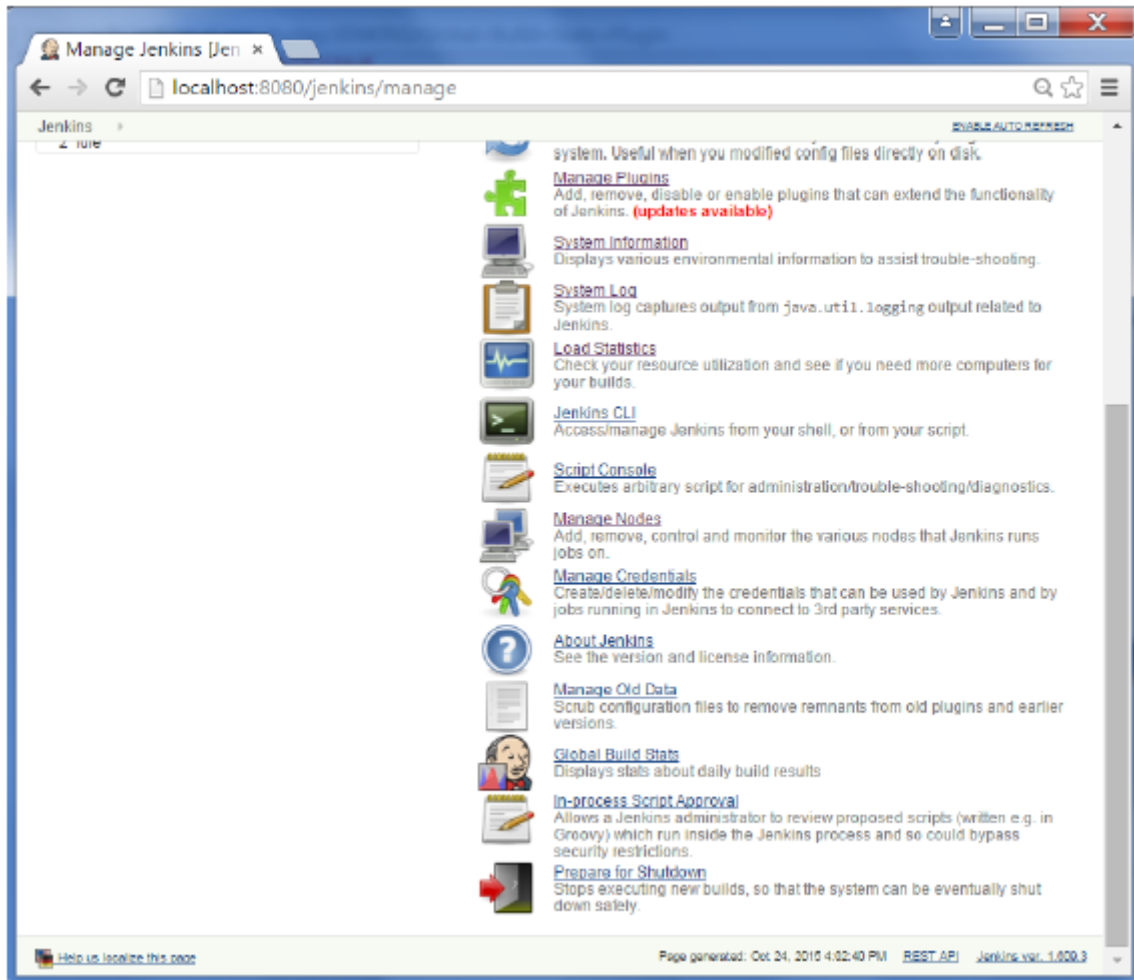 Manage Jenkins [Jen ×
localhost:8080/jenkins/manage
Jenkins
ENABLE AUTO REFRESH
2 Idle
system. Useful when you modified config files directly on disk.
Manage Plugins
Add, remove, disable or enable plugins that can extend the functionality
of Jenkins. (updates available)
System Information
Displays various environmental information to assist trouble-shooting.
System Log
System log captures output from java.util.logging output related to
Jenkins.
Load Statistics
Check your resource utilization and see if you need more computers for
your builds.
Jenkins CLI
Access/manage Jenkins from your shell, or from your script.
Script Console
Executes arbitrary script for administration/trouble-shooting/diagnostics.
Manage Nodes
Add, remove, control and monitor the various nodes that Jenkins runs
jobs on.
Manage Credentials
Create/delete/modify the credentials that can be used by Jenkins and by
jobs running in Jenkins to connect to 3rd party services.
About Jenkins
See the version and license information.
Manage Old Data
Scrub configuration files to remove remnants from old plugins and earlier
versions.
Global Build Stats
Displays stats about daily build results
In-process Script Approval
Allows a Jenkins administrator to review proposed scripts (written e.g. in
Groovy) which run inside the Jenkins process and so could bypass
security restrictions.
Prepare for Shutdown
Stops executing new builds, so that the system can be eventually shut
down safely.
Help us localize this page
Page generated: Oct 24, 2015 4:02:40 PM REST API Jenkins ver. 1.609.3